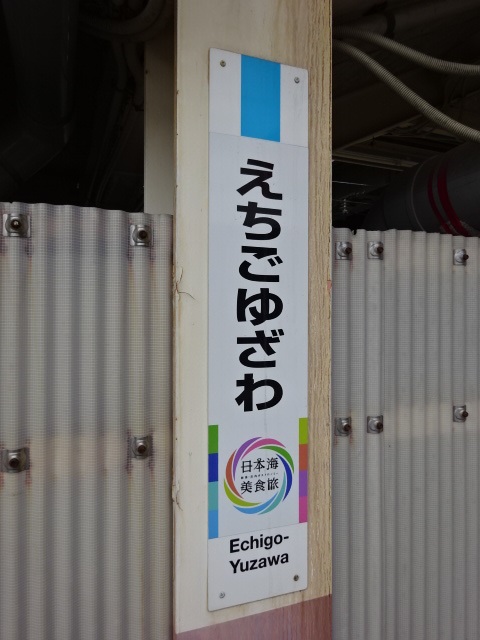 えちごゆざわ
日本海
美食旅
Echigo-
Yuzawa